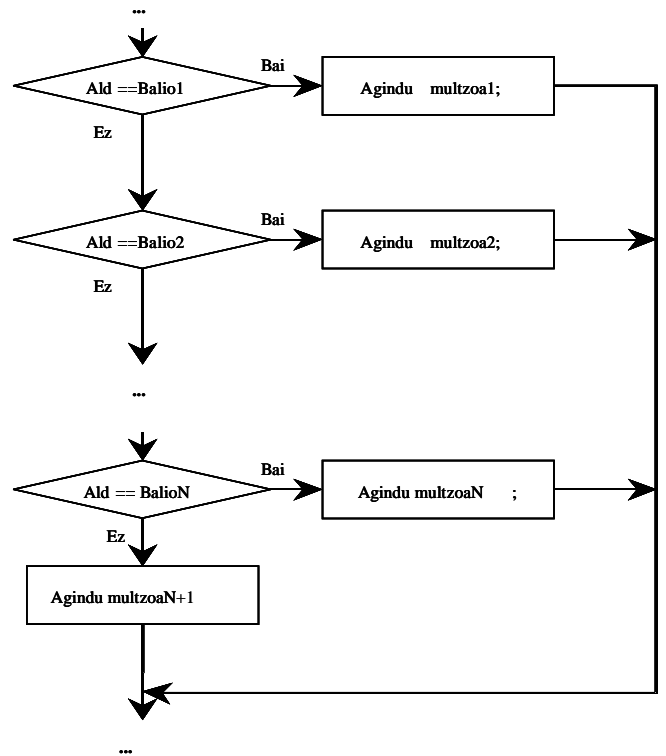 ...
Bai
Ald ==Balio1
Agindu multzoa1;
Ez
Bai
Ald ==Balio2
Agindu multzoa2;
Ez
...
Bai
Ald == BalioN
Agindu multzoaN ;
Ez
Agindu multzoaN+1
...